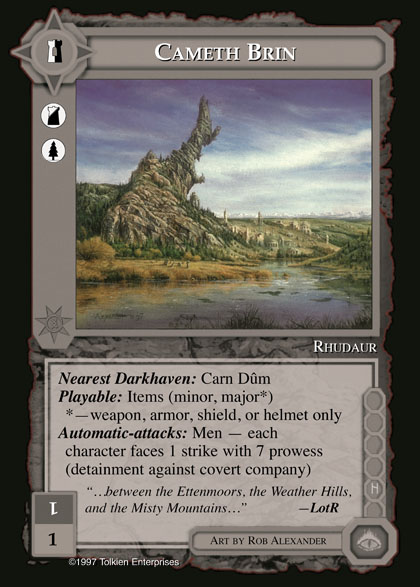 CAMETH BRIN
RHUDAUR
Nearest Darkhaven: Carn Dûm
Playable: Items (minor, major*)
*—weapon, armor, shield, or helmet only
Automatic-attacks: Men — each
character faces 1 strike with 7 prowess
(detainment against covert company)
“…between the Ettenmoors, the Weather Hills,
and the Misty Mountains…” —LotR
H
1
1
ART BY ROB ALEXANDER
©1997 Tolkien Enterprises